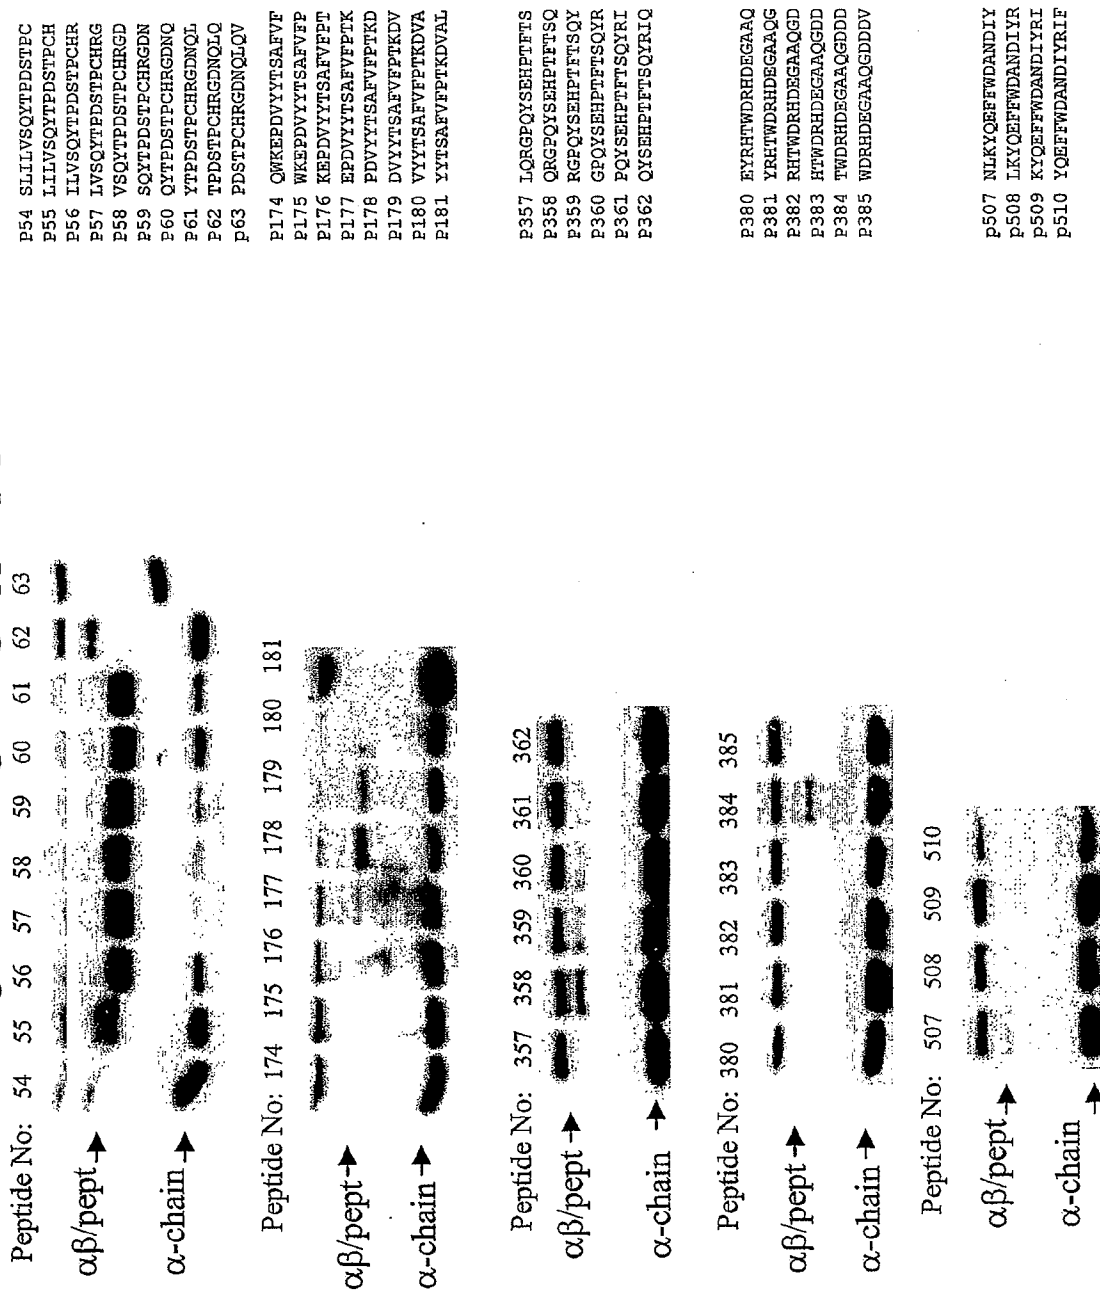 Peptide No: 54 55 56 57 58 59 60 61 62 63
αβ/pept
α-chain
p54 SLILVSQYTPDSTPC
p55 LILVSQYTPDSTPCH
p56 ILVSQYTPDSTPCHR
p57 LVSQYTPDSTPCHRG
p58 VSQYTPDSTPCHRGD
p59 SQYTPDSTPCHRGDN
p60 QYTPDSTPCHRGDNQ
p61 YTPDSTPCHRGDNQL
p62 TPDSTPCHRGDNQLQ
p63 PDSTPCHRGDNQLQV
Peptide No: 174 175 176 177 178 179 180 181
αβ/pept
α-chain
P174 QWKEPDVYYTSAFVF
P175 WKEPDVYYTSAFVFP
P176 KEPDVYYTSAFVFPT
P177 EPDVYYTSAFVFPTK
P178 PDVYYTSAFVFPTKD
P179 DVYYTSAFVFPTKDV
P180 VYYTSAFVFPTKDVA
P181 YYTSAFVFPTKDVAL
Peptide No: 357 358 359 360 361 362
αβ/pept
α-chain
P357 LQRGPQYSEHPTFTS
P358 QRGPQYSEHPTFTSQ
P359 RGPQYSEHPTFTSQY
P360 GPQYSEHPTFTSQYR
P361 PQYSEHPTFTSQYRI
P362 QYSEHPTFTSQYRIQ
Peptide No: 380 381 382 383 384 385
αβ/pept
α-chain
P380 EYRHTWDRHDEGAAQ
P381 YRHTWDRHDEGAAQG
P382 RHTWDRHDEGAAQGD
P383 HTWDRHDEGAAQGDD
P384 TWDRHDEGAAQGDDD
P385 WDRHDEGAAQGDDDV
Peptide No: 507 508 509 510
αβ/pept
α-chain
p507 NLKYQEFFWDANDIY
p508 LKYQEFFWDANDIYR
p509 KYQEFFWDANDIYRI
p510 YQEFFWDANDIYRIF